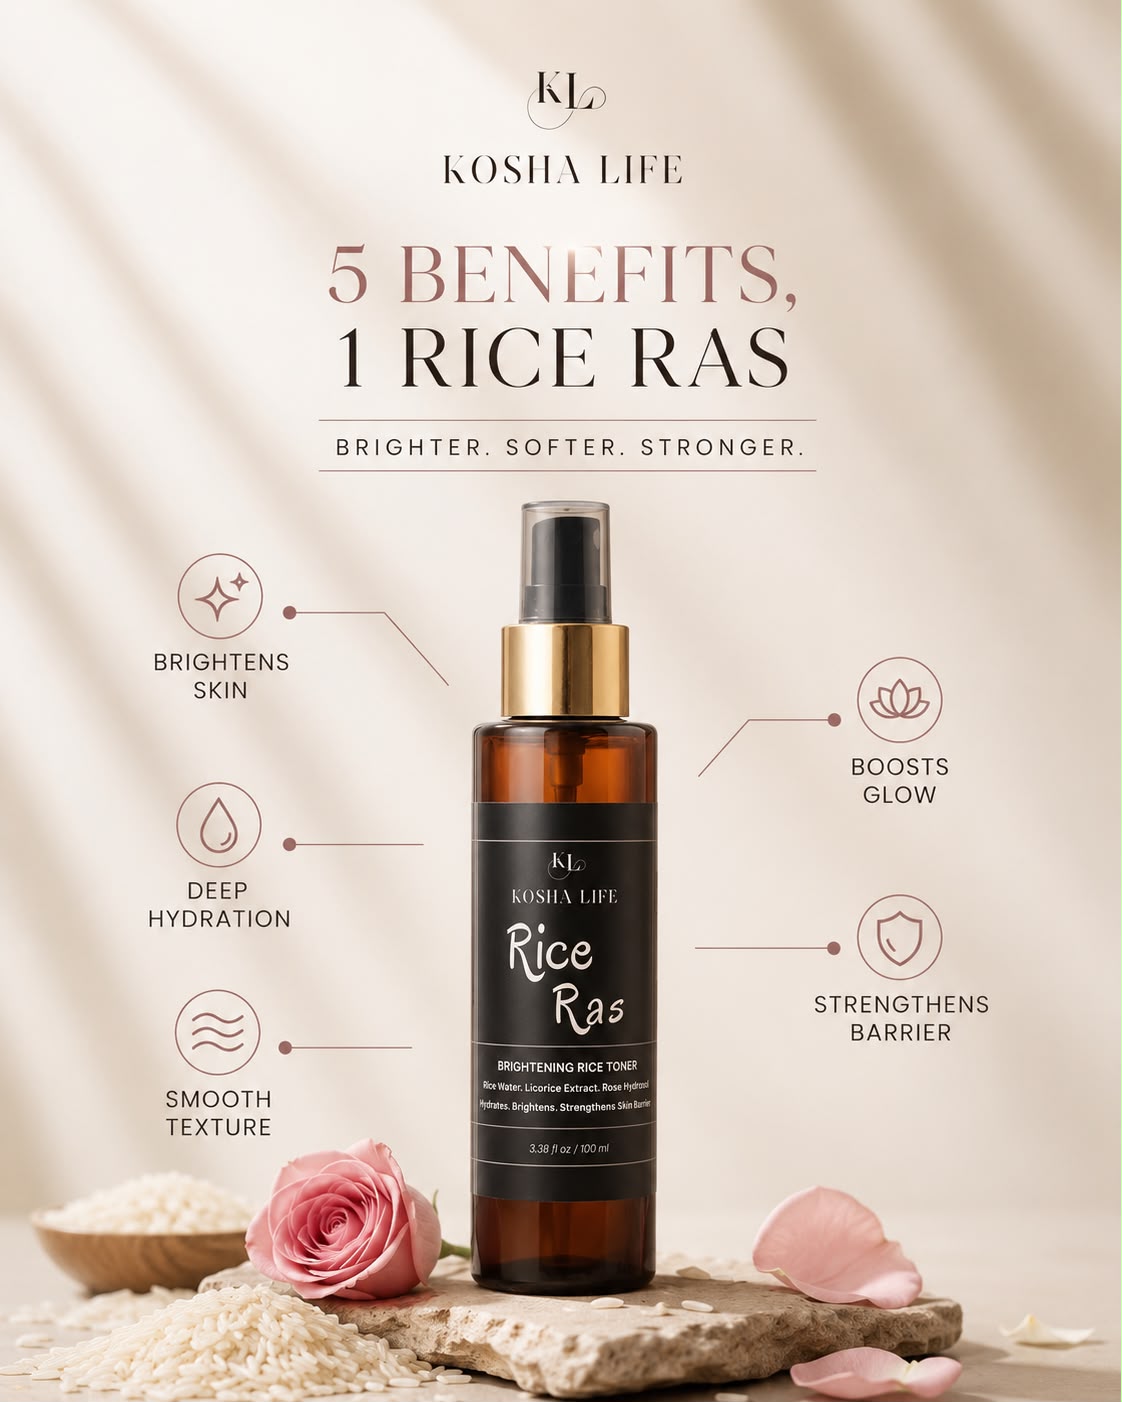 KL
KOSHA LIFE
5 BENEFITS,
1 RICE RAS
BRIGHTER. SOFTER. STRONGER.
BRIGHTENS
SKIN
DEEP
HYDRATION
SMOOTH
TEXTURE
BOOSTS
GLOW
STRENGTHENS
BARRIER
KL
KOSHA LIFE
Rice
Ras
BRIGHTENING RICE TONER
Rice Water. Licorice Extract. Rose Hydrosol
Hydrates. Brightens. Strengthens Skin Barrier
3.38 fl oz / 100 ml